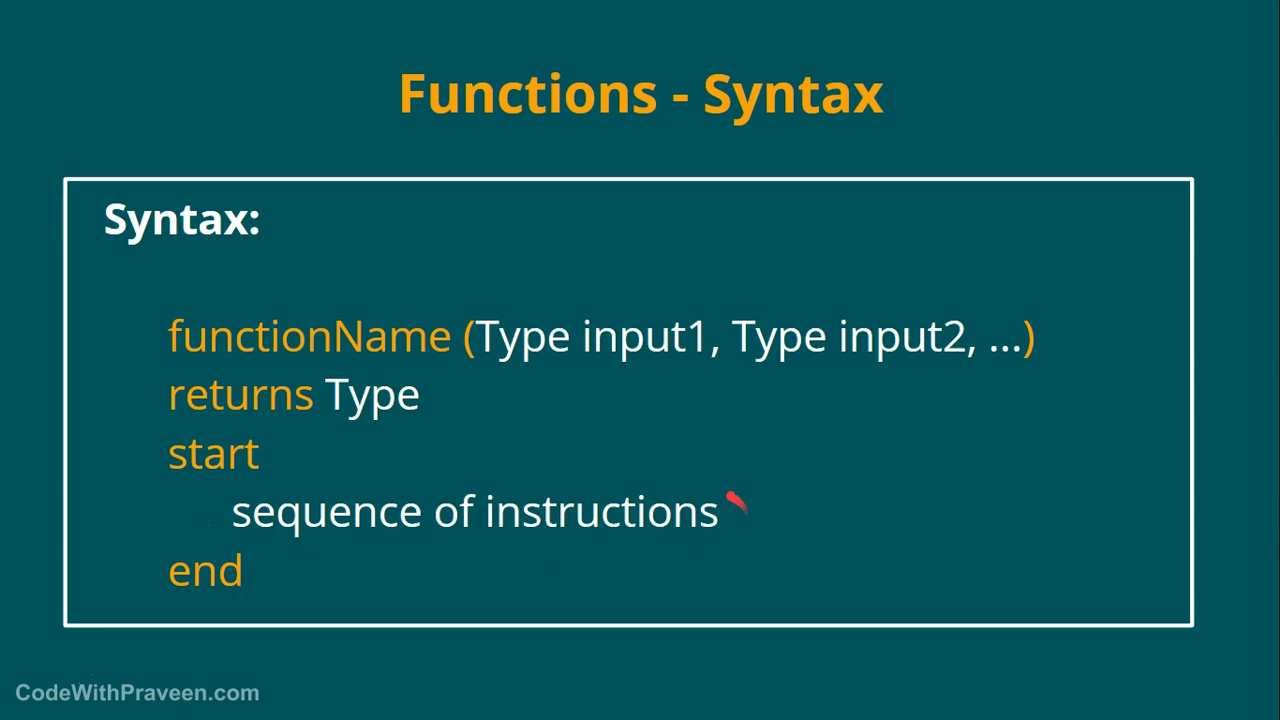 Functions - Syntax
Syntax:
functionName (Type input1, Type input2, ...)
returns Type
start
sequence of instructions
end
CodeWithPraveen.com